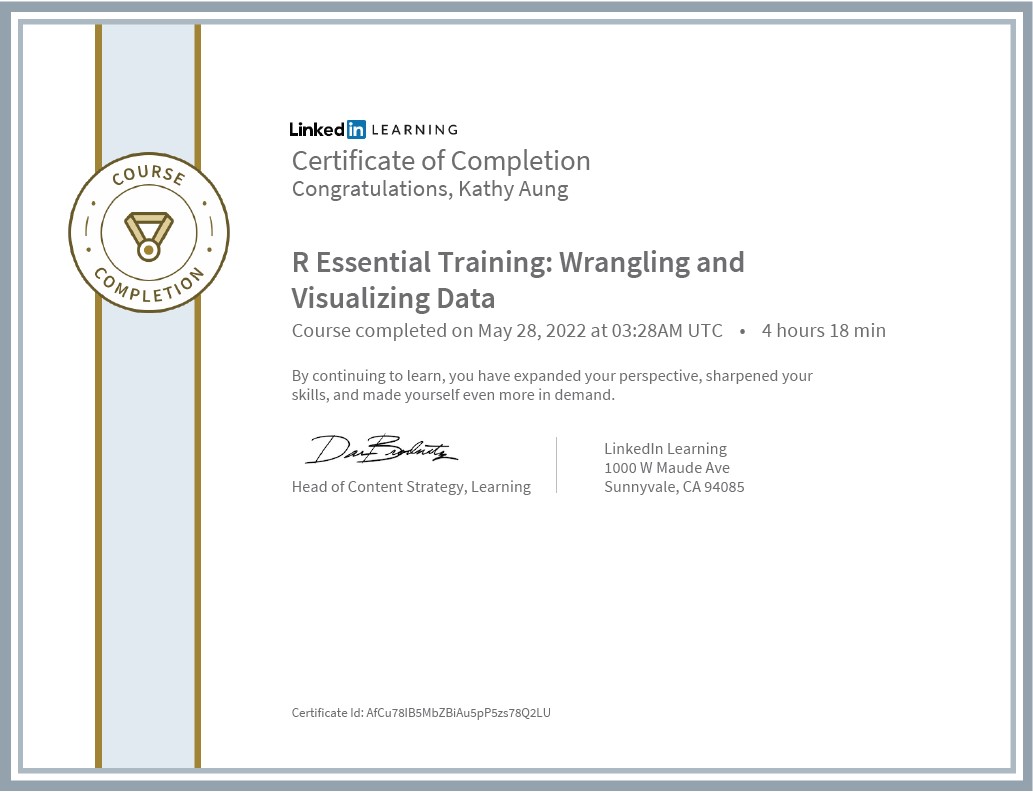 COURSE
COMPLETION
Linked in LEARNING
Certificate of Completion
Congratulations, Kathy Aung
R Essential Training: Wrangling and
Visualizing Data
Course completed on May 28, 2022 at 03:28AM UTC • 4 hours 18 min
By continuing to learn, you have expanded your perspective, sharpened your
skills, and made yourself even more in demand.
Head of Content Strategy, Learning
LinkedIn Learning
1000 W Maude Ave
Sunnyvale, CA 94085
Certificate Id: AfCu78IB5MbZBiAu5pP5zs78Q2LU